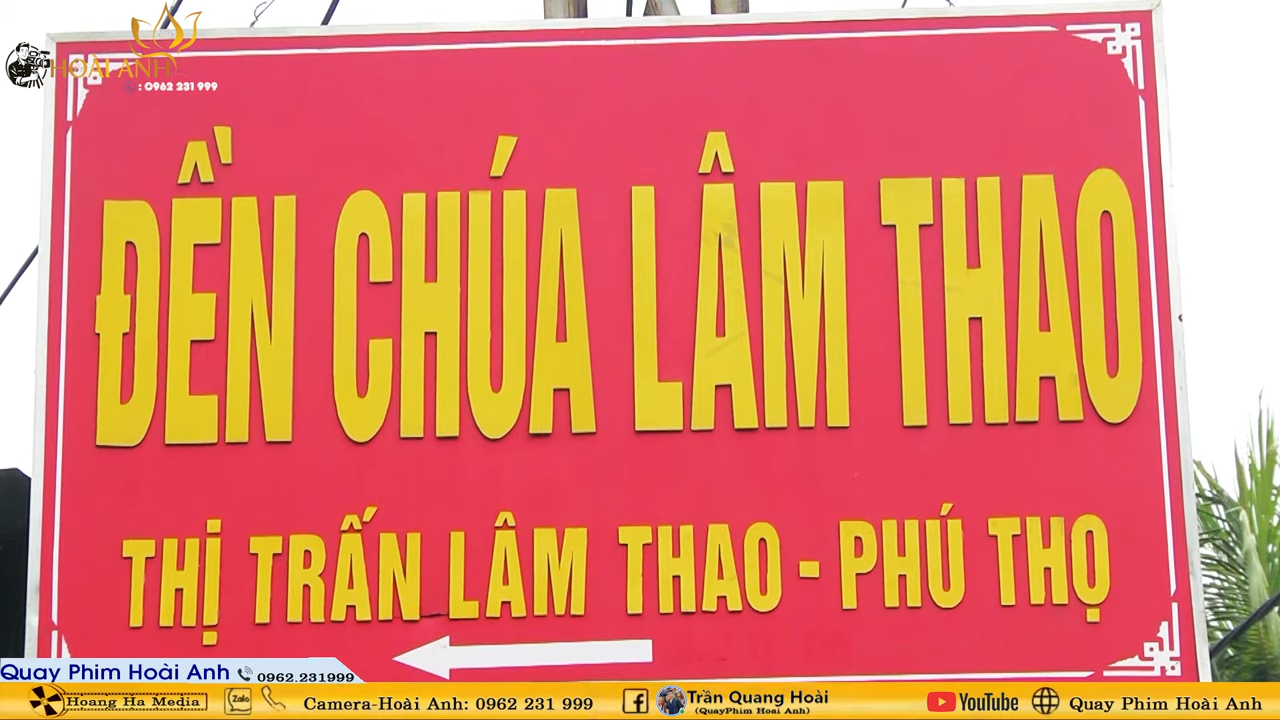 HOÀI ANH
: 0962 231 999
ĐỀN CHÚA LÂM THAO
THỊ TRẤN LÂM THAO - PHÚ THỌ
Quay Phim Hoài Anh 0962.231999
Hoang Ha Media Zalo Camera-Hoài Anh: 0962 231 999 Trần Quang Hoài YouTube Quay Phim Hoài Anh
(QuayPhim Hoai Anh)